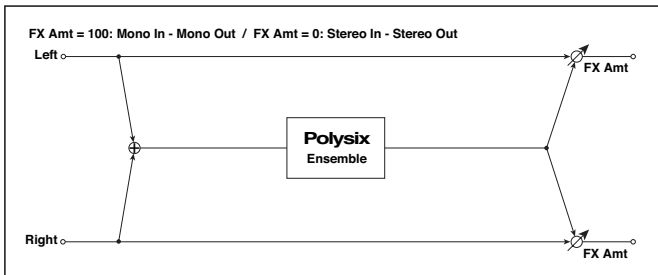 FX Amt = 100: Mono In - Mono Out / FX Amt = 0: Stereo In - Stereo Out
Left
FX Amt
Polysix
Ensemble
Right
FX Amt